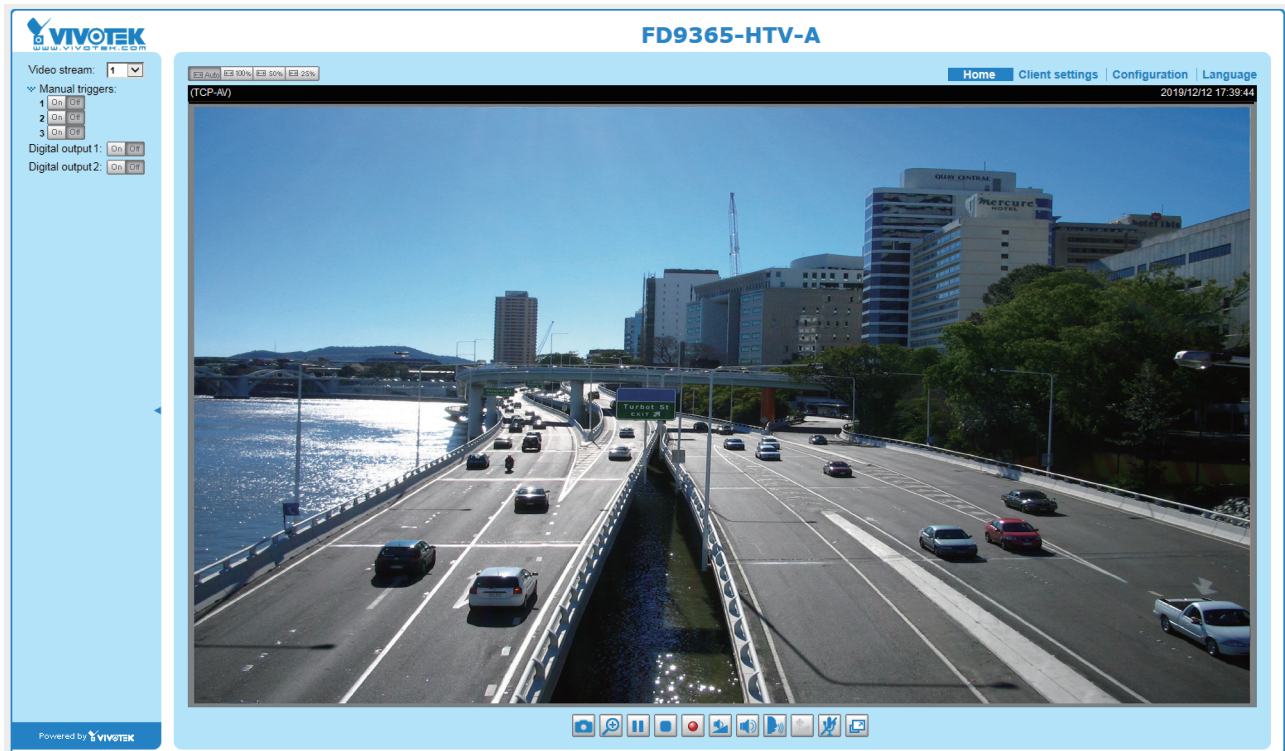 VIVOTEK
www.vivotek.com
FD9365-HTV-A
Video stream: 1
Manual triggers:
1 On Off
2 On Off
3 On Off
Digital output 1: On Off
Digital output 2: On Off
Auto 100% 50% 25%
Home Client settings Configuration Language
(TCP-AV) 2019/12/12 17:39:44
QUAY CENTRAL
Mercure
HOTEL
hotel ibis
Turbot St
EXIT
Powered by VIVOTEK